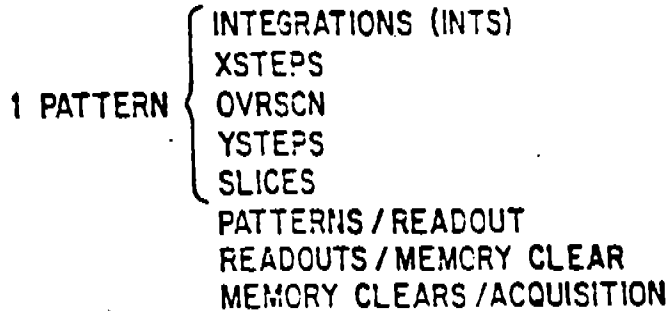 INTEGRATIONS (INTS)
XSTEPS
1 PATTERN { OVRSCN
YSTEPS
SLICES
PATTERNS / READOUT
READOUTS / MEMORY CLEAR
MEMORY CLEARS / ACQUISITION